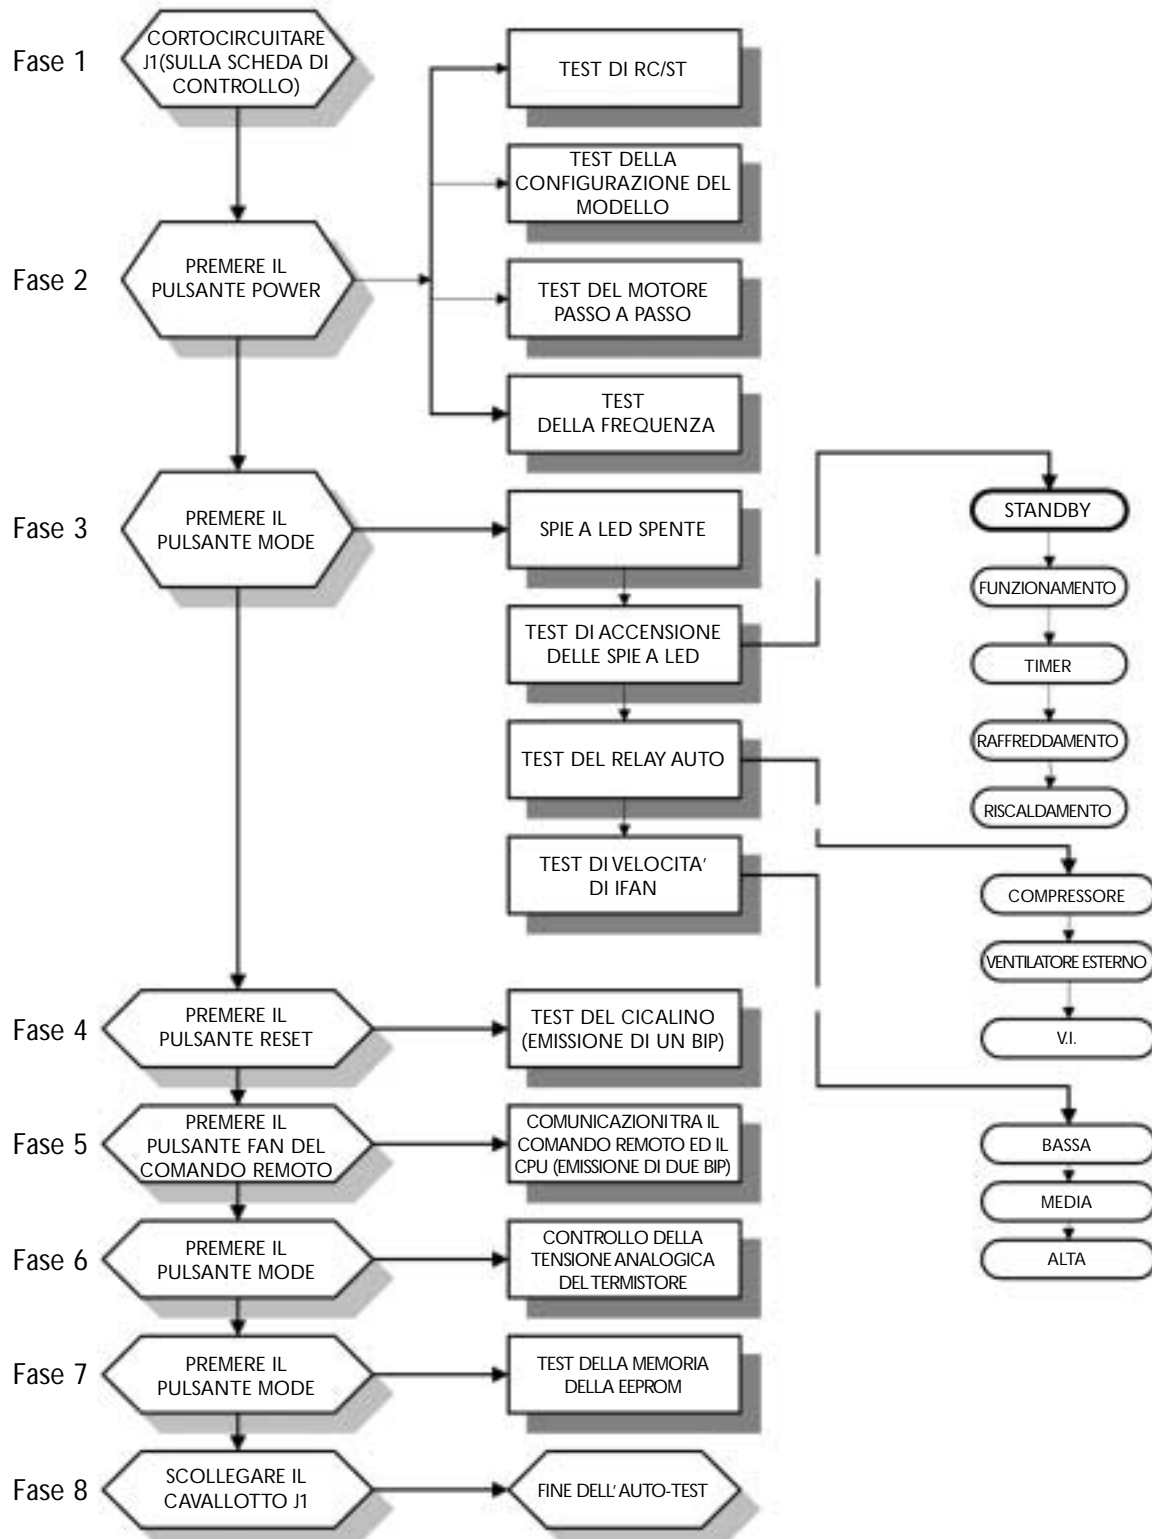 Fase 1
CORTOCIRCUITARE
J1(SULLA SCHEDA DI
CONTROLLO)
TEST DI RC/ST
TEST DELLA
CONFIGURAZIONE DEL
MODELLO
Fase 2
PREMERE IL
PULSANTE POWER
TEST DEL MOTORE
PASSO A PASSO
TEST
DELLA FREQUENZA
Fase 3
PREMERE IL
PULSANTE MODE
SPIE A LED SPENTE
TEST DI ACCENSIONE
DELLE SPIE A LED
TEST DEL RELAY AUTO
TEST DI VELOCITA'
DI IFAN
STANDBY
FUNZIONAMENTO
TIMER
RAFFREDDAMENTO
RISCALDAMENTO
COMPRESSORE
VENTILATORE ESTERNO
V.I.
BASSA
MEDIA
ALTA
Fase 4
PREMERE IL
PULSANTE RESET
TEST DEL CICALINO
(EMISSIONE DI UN BIP)
Fase 5
PREMERE IL
PULSANTE FAN DEL
COMANDO REMOTO
COMUNICAZIONI TRA IL
COMANDO REMOTO ED IL
CPU (EMISSIONE DI DUE BIP)
Fase 6
PREMERE IL
PULSANTE MODE
CONTROLLO DELLA
TENSIONE ANALOGICA
DEL TERMISTORE
Fase 7
PREMERE IL
PULSANTE MODE
TEST DELLA MEMORIA
DELLA EEPROM
Fase 8
SCOLLEGARE IL
CAVALLOTTO J1
FINE DELL'AUTO-TEST